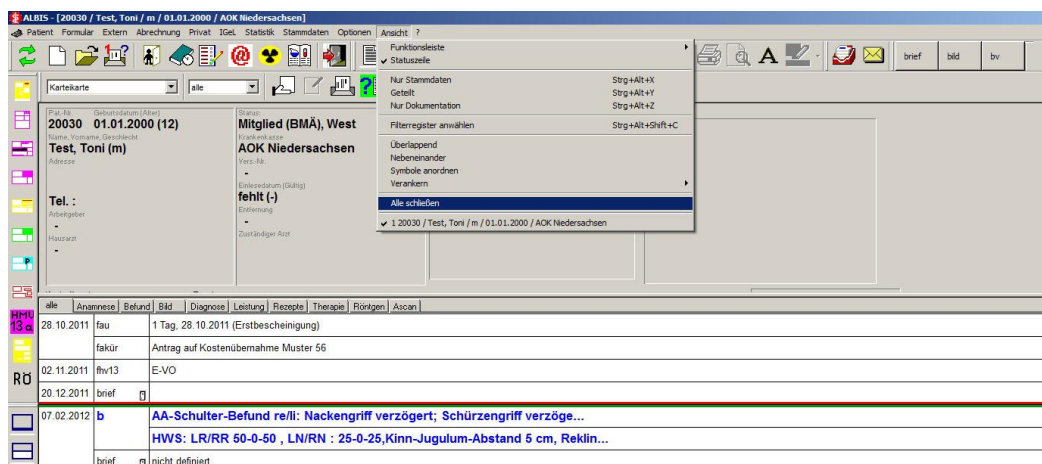 ALBIS - [20030 / Test, Toni / m / 01.01.2000 / AOK Niedersachsen]
Patient Formular Extern Abrechnung Privat IGeL Statistik Stammdaten Optionen Ansicht ?
Funktionsleiste
Statuszeile
Nur Stammdaten Strg+Alt+X
Geteilt Strg+Alt+Y
Nur Dokumentation Strg+Alt+Z
Filterregister anwählen Strg+Alt+Shift+C
Überlappend
Nebeneinander
Symbole anordnen
Verankern
Alle schließen
1 20030 / Test, Toni / m / 01.01.2000 / AOK Niedersachsen
brief bild bv
Karteikarte alle
Pat.-Nr. Geburtsdatum (Alter) Status:
20030 01.01.2000 (12) Mitglied (BMÄ), West
Name, Vorname, Geschlecht Krankenkasse
Test, Toni (m) AOK Niedersachsen
Adresse Vers.-Nr.
-
Einlesedatum (Gültig)
Tel. : fehlt (-)
Arbeitgeber Entfernung
- -
Hausarzt Zuständiger Arzt
-
HMV
13a
RÖ
alle Anamnese Befund Bild Diagnose Leistung Rezepte Therapie Röntgen Ascan
28.10.2011 fau 1 Tag, 28.10.2011 (Erstbescheinigung)
fakür Antrag auf Kostenübernahme Muster 56
02.11.2011 fhv13 E-VO
20.12.2011 brief
07.02.2012 b AA-Schulter-Befund re/li: Nackengriff verzögert; Schürzengriff verzöge...
HWS: LR/RR 50-0-50 , LN/RN : 25-0-25,Kinn-Jugulum-Abstand 5 cm, Reklin...
brief nicht definiert